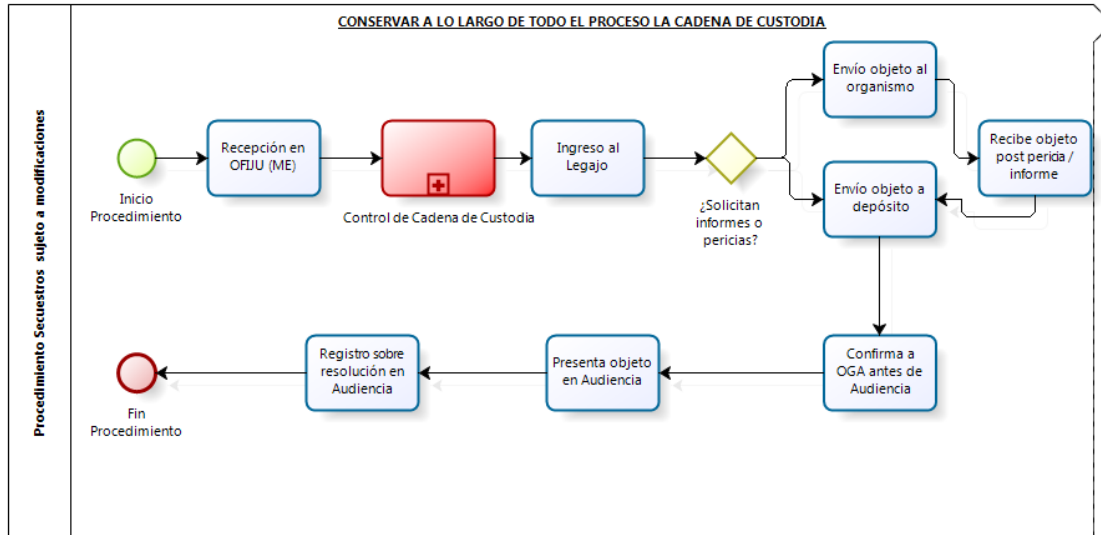 CONSERVAR A LO LARGO DE TODO EL PROCESO LA CADENA DE CUSTODIA
Procedimiento Secuestros sujeto a modificaciones
Inicio
Procedimiento
Recepción en
OFIJU (ME)
Control de Cadena de Custodia
Ingreso al
Legajo
¿Solicitan
informes o
pericias?
Envío objeto al
organismo
Recibe objeto
post pericia /
informe
Envío objeto a
depósito
Confirma a
OGA antes de
Audiencia
Presenta objeto
en Audiencia
Registro sobre
resolución en
Audiencia
Fin
Procedimiento